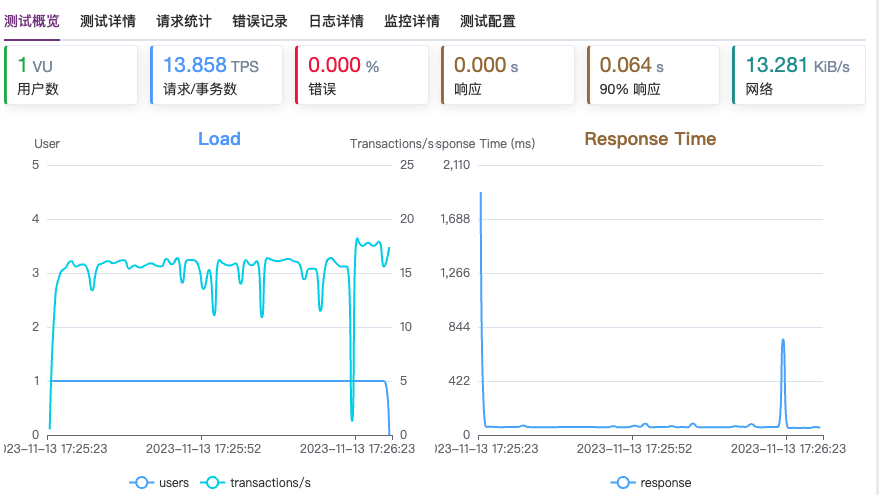 测试概览 测试详情 请求统计 错误记录 日志详情 监控详情 测试配置
1 VU 13.858 TPS 0.000 % 0.000 s 0.064 s 13.281 KiB/s
用户数 请求/事务数 错误 响应 90% 响应 网络
Load Response Time
User Transactions/s sponse Time (ms)
5 25 2,110
4 20 1,688
3 15 1,266
2 10 844
1 5 422
0 0 0
023-11-13 17:25:23 2023-11-13 17:25:52 2023-11-13 17:26:23 023-11-13 17:25:23 2023-11-13 17:25:52 2023-11-13 17:26:23
users transactions/s response